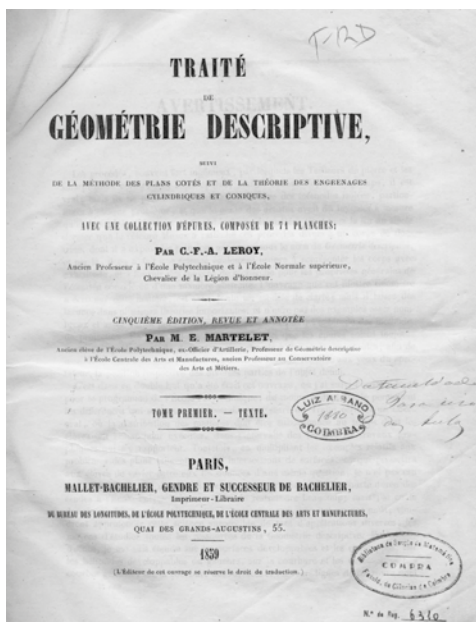 TRAITÉ
DE
GÉOMÉTRIE DESCRIPTIVE,
SUIVI
DE LA MÉTHODE DES PLANS COTÉS ET DE LA THÉORIE DES ENGRENAGES
CYLINDRIQUES ET CONIQUES,
AVEC UNE COLLECTION D'ÉPURES, COMPOSÉE DE 71 PLANCHES;
PAR C.-F.-A. LEROY,
Ancien Professeur à l'École Polytechnique et à l'École Normale supérieure,
Chevalier de la Légion d'honneur.
CINQUIÈME ÉDITION, REVUE ET ANNOTÉE
PAR M. E. MARTELET,
Ancien élève de l'École Polytechnique, ex-Officier d'Artillerie, Professeur de Géométrie descriptive
à l'École Centrale des Arts et Manufactures, ancien Professeur au Conservatoire
des Arts et Métiers.
LUIZ ALBANO
1880
COIMBRA
TOME PREMIER. — TEXTE.
PARIS,
MALLET-BACHELIER, GENDRE ET SUCCESSEUR DE BACHELIER,
Imprimeur-Libraire
DU BUREAU DES LONGITUDES, DE L'ÉCOLE POLYTECHNIQUE, DE L'ÉCOLE CENTRALE DES ARTS ET MANUFACTURES,
QUAI DES GRANDS-AUGUSTINS, 55.
1859
(L'Éditeur de cet ouvrage se réserve le droit de traduction.)
COMPRA
N.º de Reg. 6310